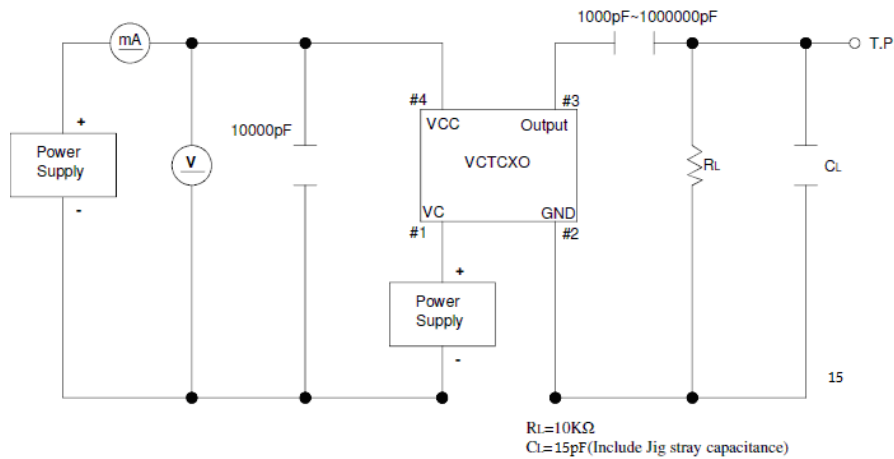 1000pF~1000000pF
mA
T.P
#4
#3
+
10000pF
VCC
Output
Power
Supply
V
VCTCXO
RL
CL
-
VC
GND
#1
#2
+
Power
Supply
-
15
RL=10KΩ
CL=15pF(Include Jig stray capacitance)